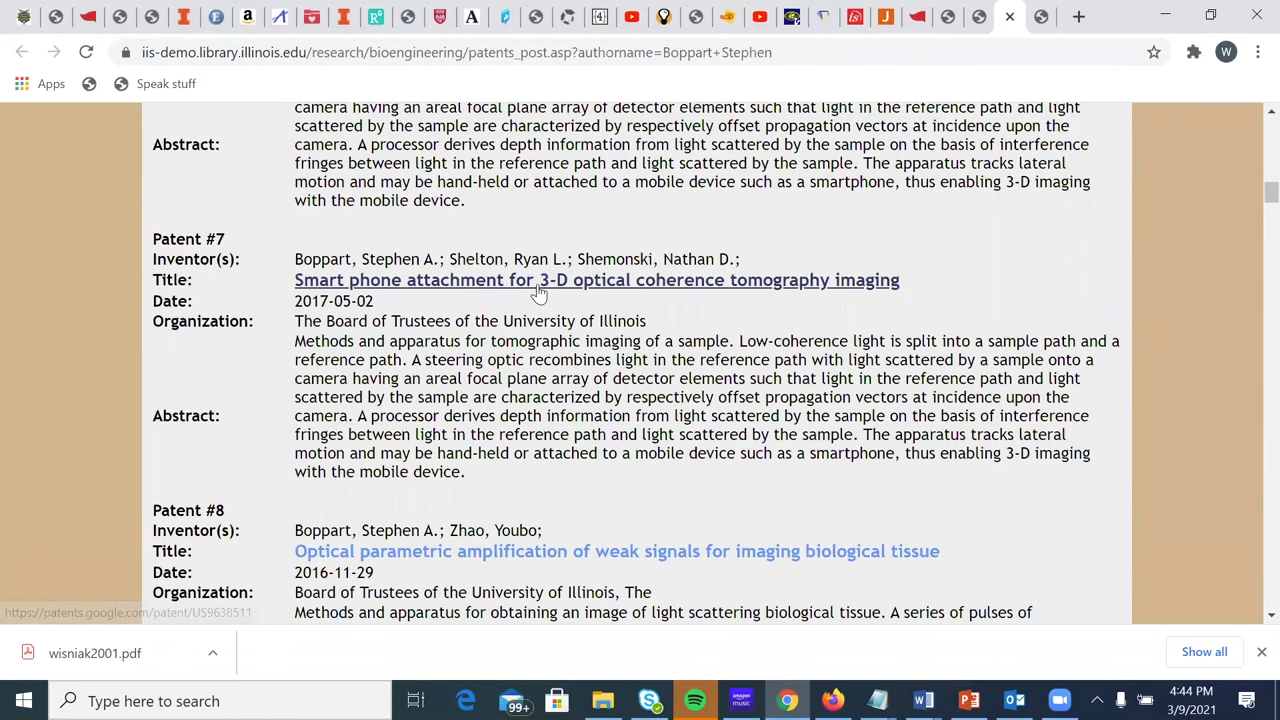 iis-demo.library.illinois.edu/research/bioengineering/patents_post.asp?authorname=Boppart+Stephen
W
Apps
Speak stuff
camera having an areal focal plane array of detector elements such that light in the reference path and light
scattered by the sample are characterized by respectively offset propagation vectors at incidence upon the
Abstract: camera. A processor derives depth information from light scattered by the sample on the basis of interference
fringes between light in the reference path and light scattered by the sample. The apparatus tracks lateral
motion and may be hand-held or attached to a mobile device such as a smartphone, thus enabling 3-D imaging
with the mobile device.
Patent #7
Inventor(s): Boppart, Stephen A.; Shelton, Ryan L.; Shemonski, Nathan D.;
Title: Smart phone attachment for 3-D optical coherence tomography imaging
Date: 2017-05-02
Organization: The Board of Trustees of the University of Illinois
Methods and apparatus for tomographic imaging of a sample. Low-coherence light is split into a sample path and a
reference path. A steering optic recombines light in the reference path with light scattered by a sample onto a
camera having an areal focal plane array of detector elements such that light in the reference path and light
scattered by the sample are characterized by respectively offset propagation vectors at incidence upon the
Abstract: camera. A processor derives depth information from light scattered by the sample on the basis of interference
fringes between light in the reference path and light scattered by the sample. The apparatus tracks lateral
motion and may be hand-held or attached to a mobile device such as a smartphone, thus enabling 3-D imaging
with the mobile device.
Patent #8
Inventor(s): Boppart, Stephen A.; Zhao, Youbo;
Title: Optical parametric amplification of weak signals for imaging biological tissue
Date: 2016-11-29
Organization: Board of Trustees of the University of Illinois, The
Methods and apparatus for obtaining an image of light scattering biological tissue. A series of pulses of
https://patents.google.com/patent/US9638511
wisniak2001.pdf
Show all
Type here to search
99+
amazon music
4:44 PM
3/9/2021